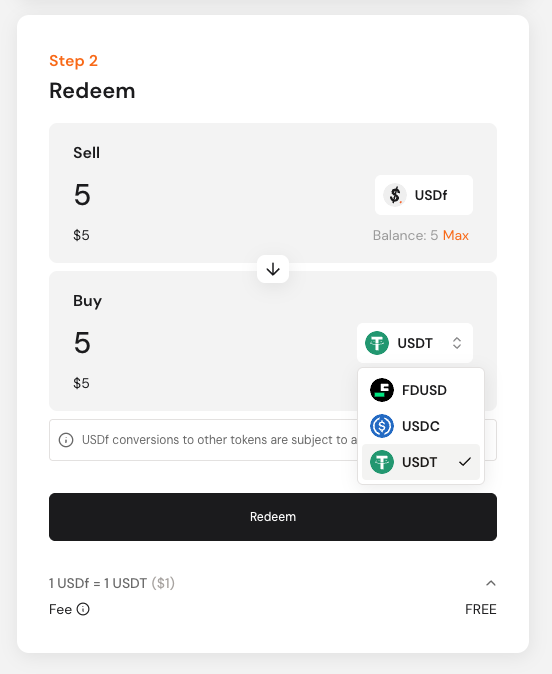 Step 2
Redeem
Sell
5
USDf
$5
Balance: 5 Max
Buy
5
USDT
$5
FDUSD
USDC
USDT
USDf conversions to other tokens are subject to a
Redeem
1 USDf = 1 USDT ($1)
Fee
FREE